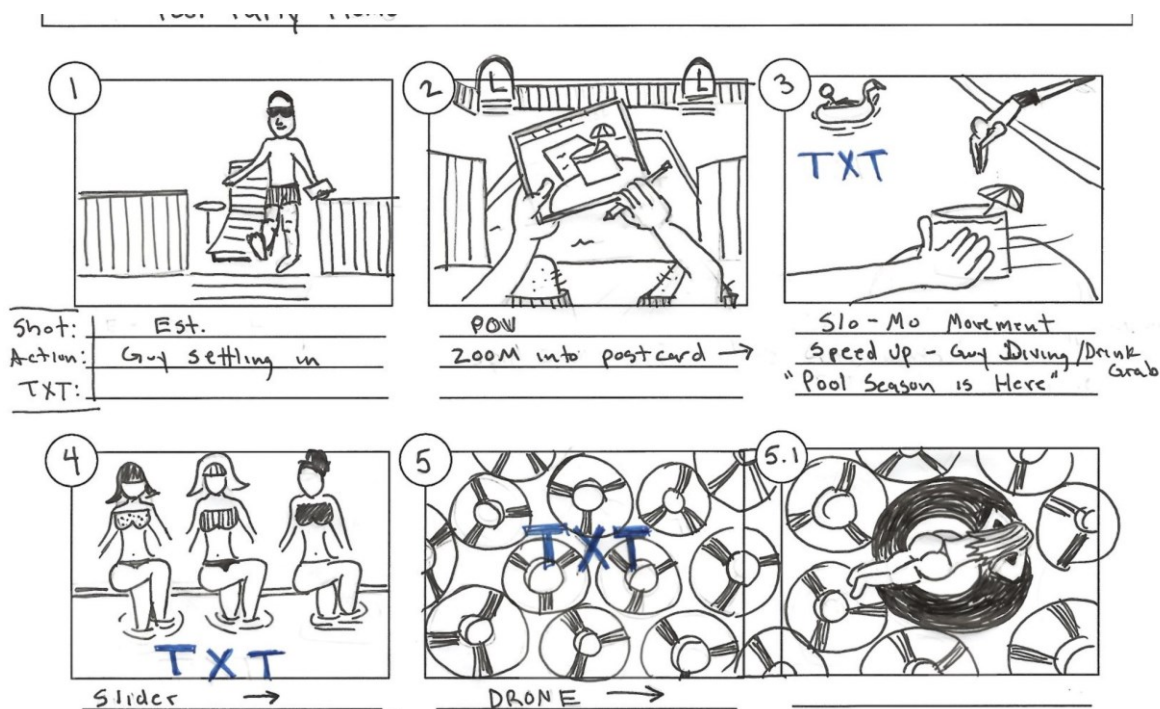 1
2
L
L
3
TXT
Shot:
Est.
POV
Slo-Mo Movement
Action:
Guy settling in
Zoom into postcard →
Speed up - Guy Diving/Drink Grab
TXT:
"Pool Season is Here"
4
5
5.1
TXT
TXT
Slider →
DRONE →